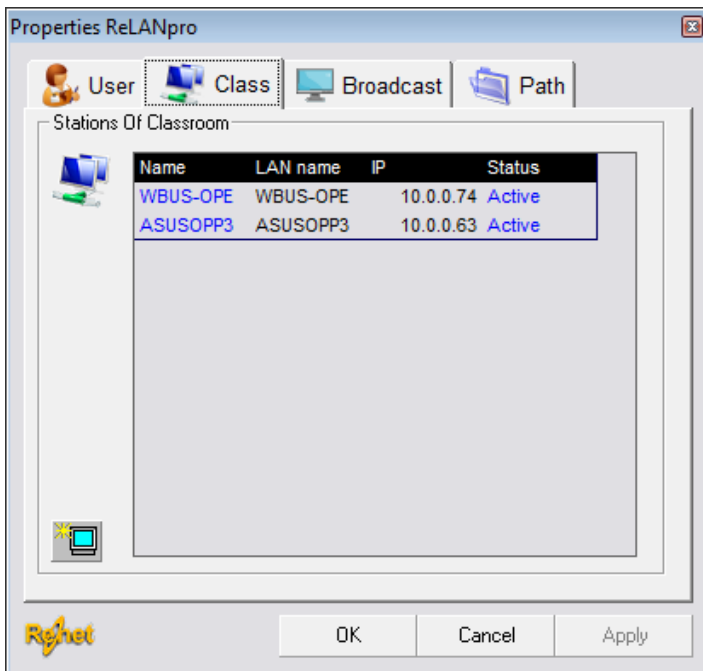 Properties ReLANpro
User Class Broadcast Path
Stations Of Classroom
Name LAN name IP Status
WBUS-OPE WBUS-OPE 10.0.0.74 Active
ASUSOPP3 ASUSOPP3 10.0.0.63 Active
OK Cancel Apply